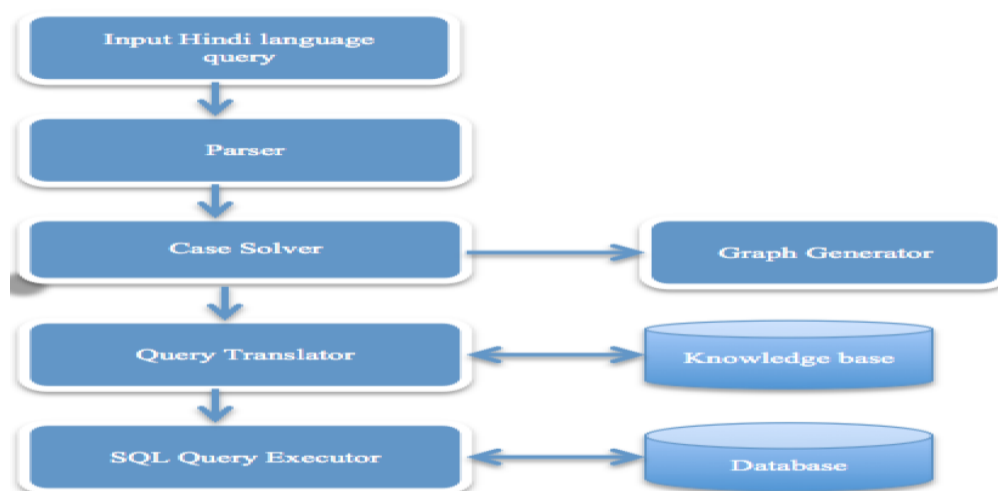 Input Hindi language
query
Parser
Case Solver
Graph Generator
Query Translator
Knowledge base
SQL Query Executor
Database